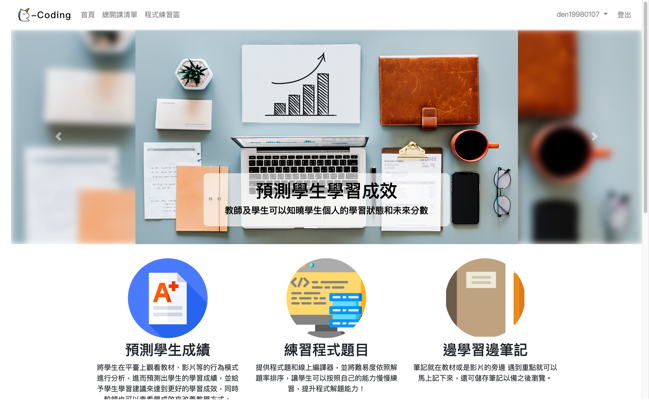 -Coding 首頁 總開課清單 程式練習區 den19980107 登出
預測學生學習成效
教師及學生可以知曉學生個人的學習狀態和未來分數
A+
預測學生成績
將學生在平臺上觀看教材、影片等的行為模式
進行分析，進而預測出學生的學習成績，並給
予學生學習建議來達到更好的學習成效，同時
練習程式題目
提供程式題和線上編譯器，並將難易度依照解
題率排序，讓學生可以按照自己的能力慢慢練
習，提升程式解題能力！
邊學習邊筆記
筆記就在教材或是影片的旁邊 遇到重點就可以
馬上記下來，還可儲存筆記以備之後瀏覽。